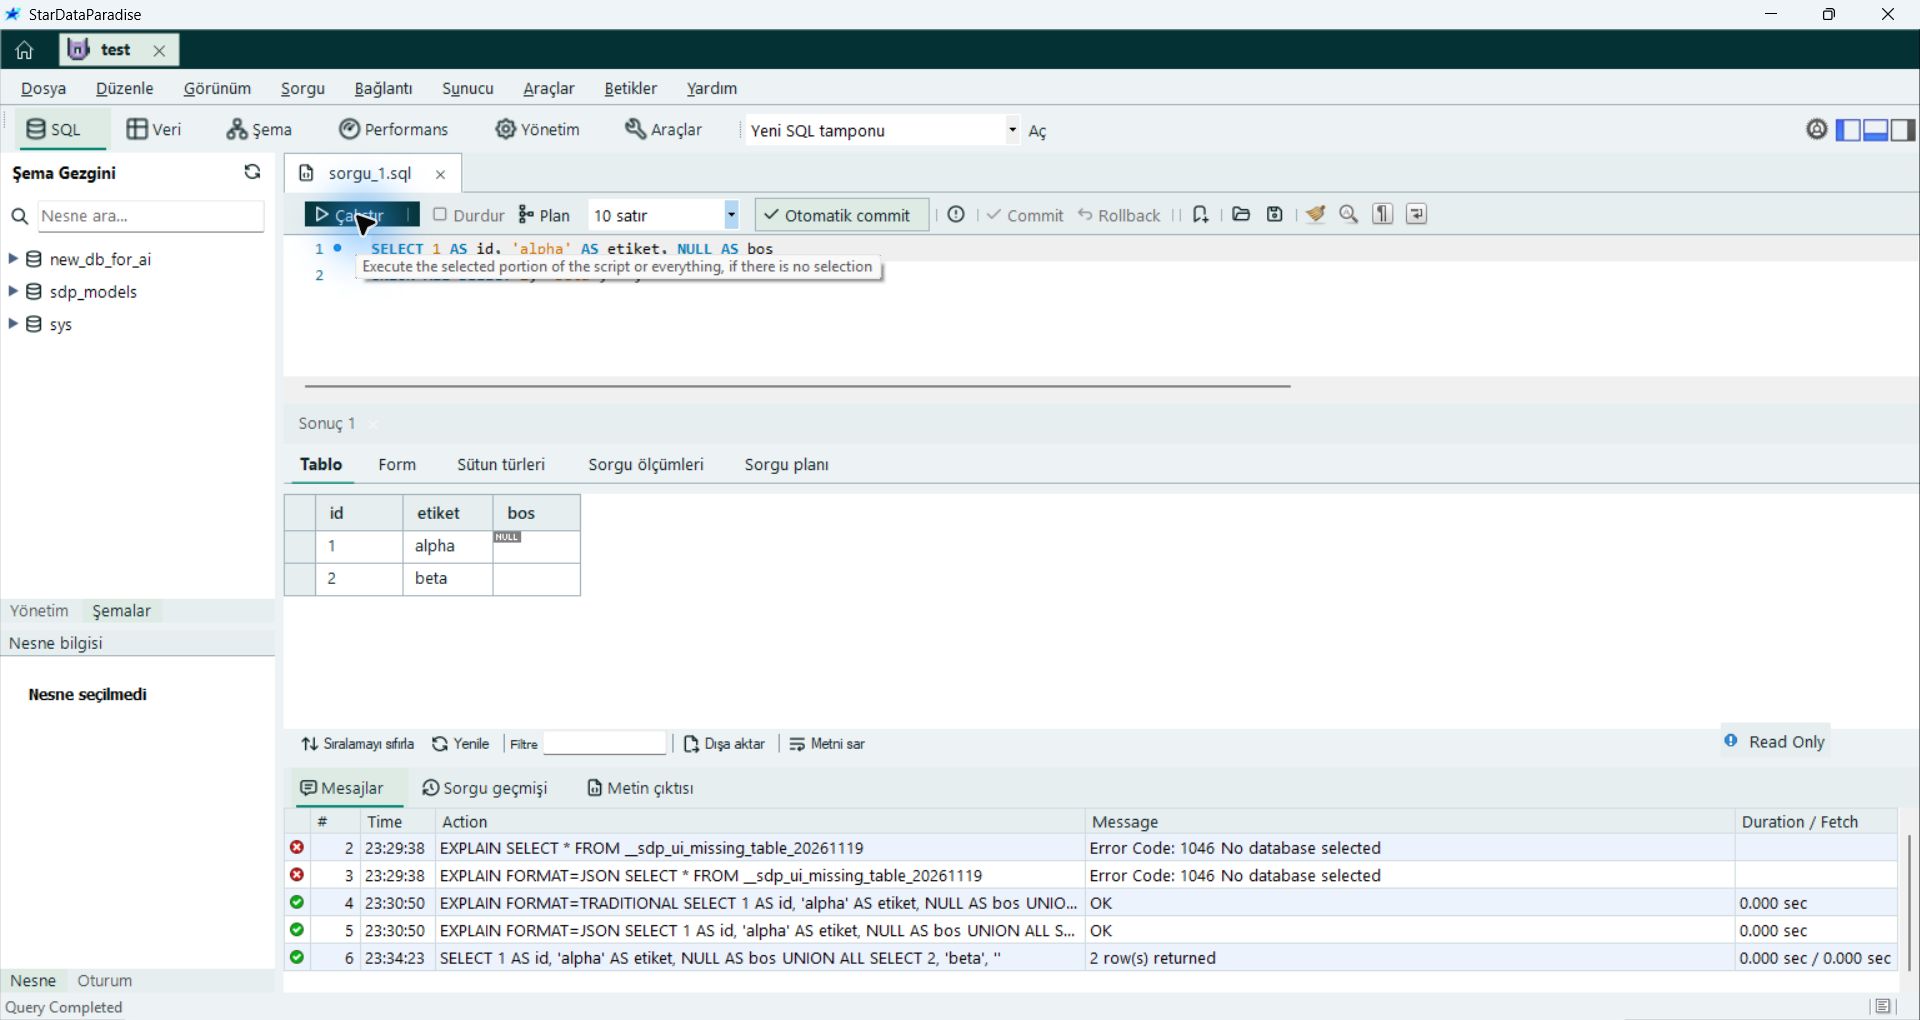 StarDataParadise
test
Dosya Düzenle Görünüm Sorgu Bağlantı Sunucu Araçlar Betikler Yardım
SQL Veri Şema Performans Yönetim Araçlar Yeni SQL tamponu Aç
Şema Gezgini
sorgu_1.sql
Nesne ara...
Durdur Plan 10 satır Otomatik commit Commit Rollback
1 SELECT 1 AS id, 'alpha' AS etiket, NULL AS bos
Execute the selected portion of the script or everything, if there is no selection
2
new_db_for_ai
sdp_models
sys
Sonuç 1
Tablo Form Sütun türleri Sorgu ölçümleri Sorgu planı
id etiket bos
1 alpha NULL
2 beta
Yönetim Şemalar
Nesne bilgisi
Nesne seçilmedi
Sıralamayı sıfırla Yenile Filtre Dışa aktar Metni sar Read Only
Mesajlar Sorgu geçmişi Metin çıktısı
# Time Action Message Duration / Fetch
2 23:29:38 EXPLAIN SELECT * FROM __sdp_ui_missing_table_20261119 Error Code: 1046 No database selected
3 23:29:38 EXPLAIN FORMAT=JSON SELECT * FROM __sdp_ui_missing_table_20261119 Error Code: 1046 No database selected
4 23:30:50 EXPLAIN FORMAT=TRADITIONAL SELECT 1 AS id, 'alpha' AS etiket, NULL AS bos UNIO... OK 0.000 sec
5 23:30:50 EXPLAIN FORMAT=JSON SELECT 1 AS id, 'alpha' AS etiket, NULL AS bos UNION ALL S... OK 0.000 sec
6 23:34:23 SELECT 1 AS id, 'alpha' AS etiket, NULL AS bos UNION ALL SELECT 2, 'beta', '' 2 row(s) returned 0.000 sec / 0.000 sec
Nesne Oturum
Query Completed